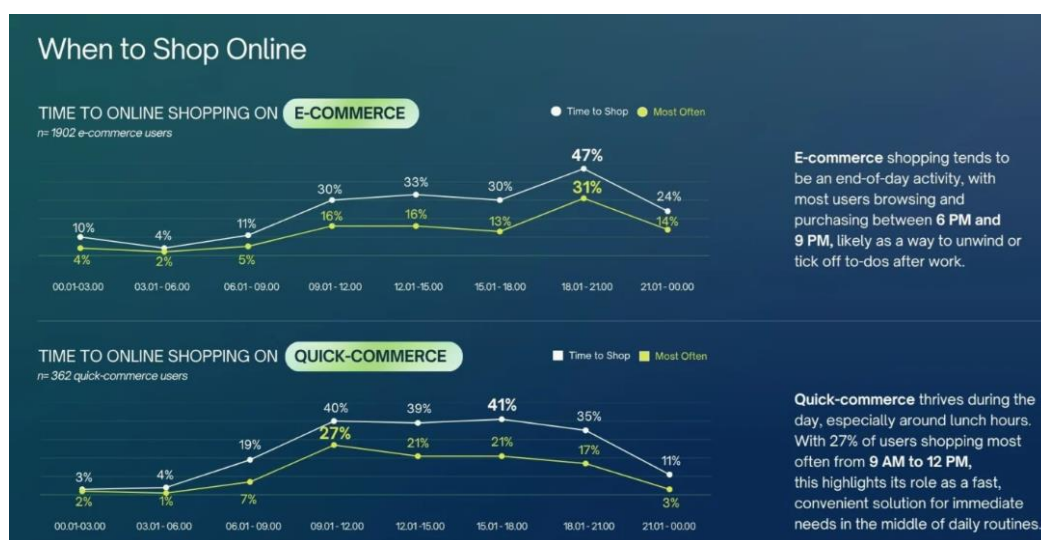 When to Shop Online
TIME TO ONLINE SHOPPING ON E-COMMERCE
n= 1902 e-commerce users
Time to Shop Most Often
47%
30% 33% 30% 31% 24%
10% 4% 11% 16% 16% 13% 14%
4% 2% 5%
00.01-03.00 03.01-06.00 06.01-09.00 09.01-12.00 12.01-15.00 15.01-18.00 18.01-21.00 21.01-00.00
E-commerce shopping tends to
be an end-of-day activity, with
most users browsing and
purchasing between 6 PM and
9 PM, likely as a way to unwind or
tick off to-dos after work.
TIME TO ONLINE SHOPPING ON QUICK-COMMERCE
n= 362 quick-commerce users
Time to Shop Most Often
40% 39% 41% 35%
19% 27% 21% 21% 17% 11%
3% 4%
2% 1% 7% 3%
00.01-03.00 03.01-06.00 06.01-09.00 09.01-12.00 12.01-15.00 15.01-18.00 18.01-21.00 21.01-00.00
Quick-commerce thrives during the
day, especially around lunch hours.
With 27% of users shopping most
often from 9 AM to 12 PM,
this highlights its role as a fast,
convenient solution for immediate
needs in the middle of daily routines.